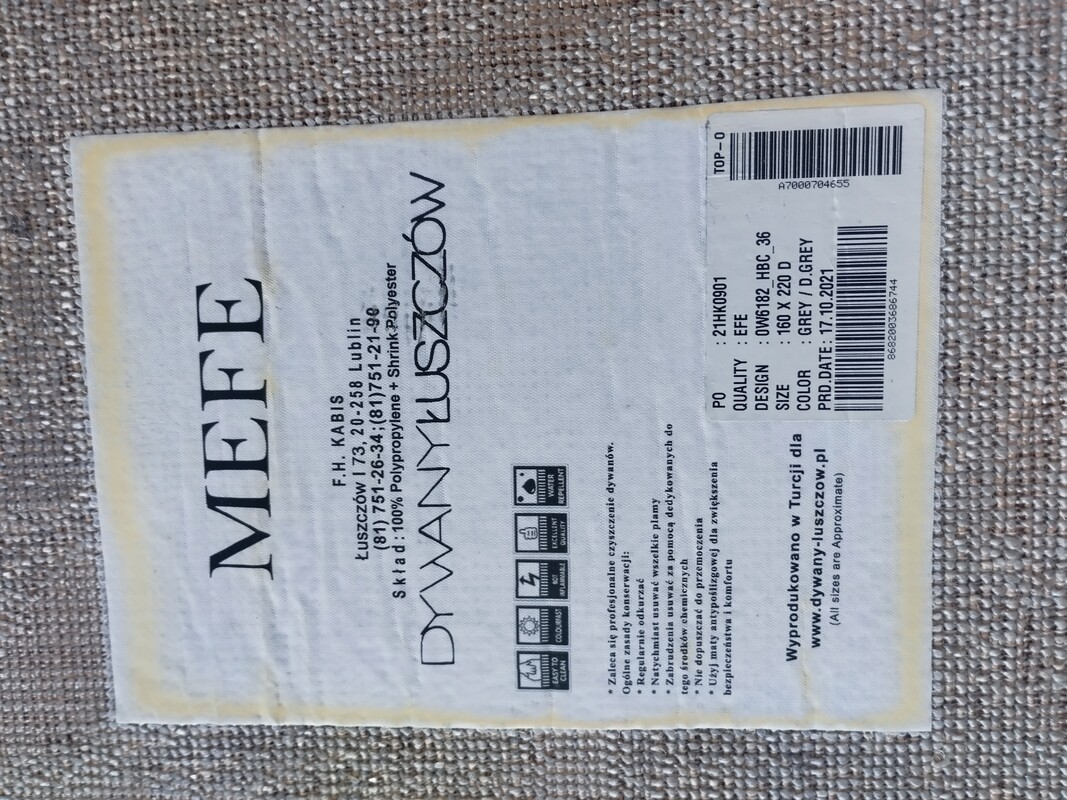 MEFE
F.H. KABIS
Łuszczów I 73, 20-258 Lublin
(81) 751-26-34;(81)751-21-90
Skład:100% Polypropylene + Shrink Polyester
DYWANYŁUSZCZÓW
EASY TO CLEAN
COLOURFAST
NOT INFLAMMABLE
EXCELLENT QUALITY
WATER REPELLENT
* Zaleca się profesjonalne czyszczenie dywanów.
Ogólne zasady konserwacji:
* Regularnie odkurzać
* Natychmiast usuwać wszelkie plamy
* Zabrudzenia usuwać za pomocą dedykowanych do
tego środków chemicznych
* Nie dopuszczać do przemoczenia
* Użyj maty antypoślizgowej dla zwiększenia
bezpieczeństwa i komfortu
Wyprodukowano w Turcji dla
www.dywany-luszczow.pl
(All sizes are Approximate)
TOP-0
A7000704655
PO : 21HK0901
QUALITY : EFE
DESIGN : 0W6182_HBC_36
SIZE : 160 X 220 D
COLOR : GREY / D.GREY
PRD.DATE: 17.10.2021
8682003686744